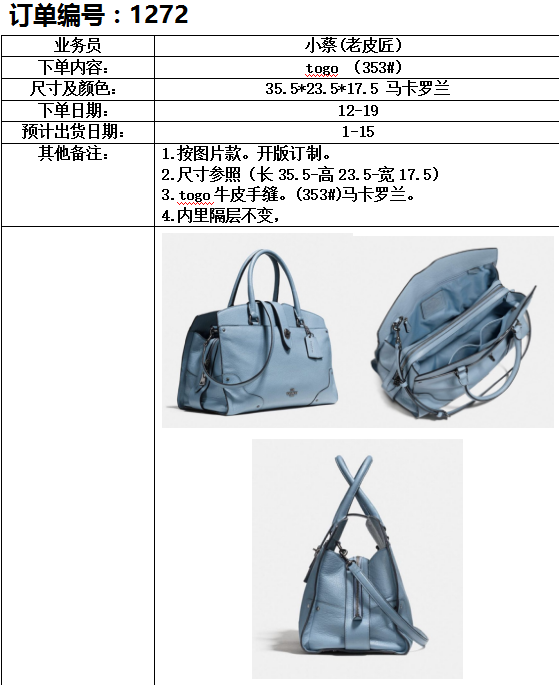 订单编号：1272
业务员 小蔡(老皮匠）
下单内容： togo （353#）
尺寸及颜色： 35.5*23.5*17.5 马卡罗兰
下单日期： 12-19
预计出货日期： 1-15
其他备注： 1.按图片款。开版订制。
2.尺寸参照（长 35.5-高 23.5-宽 17.5）
3.togo牛皮手缝。(353#)马卡罗兰。
4.内里隔层不变，